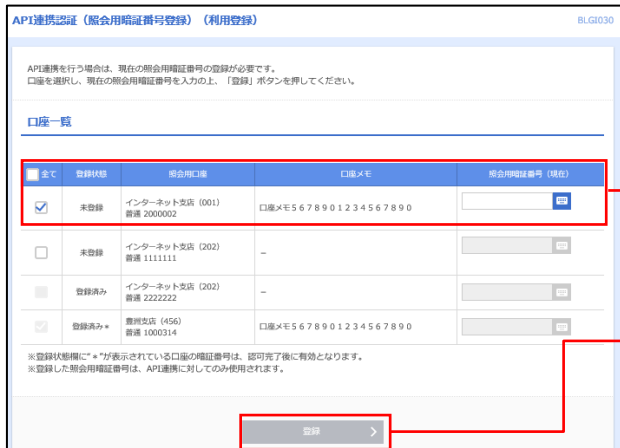 API連携認証（照会用暗証番号登録）（利用登録） BLGI030
API連携を行う場合は、現在の照会用暗証番号の登録が必要です。
口座を選択し、現在の照会用暗証番号を入力の上、「登録」ボタンを押してください。
口座一覧
全て 登録状態 照会用口座 口座メモ 照会用暗証番号（現在）
未登録 インターネット支店（001） 口座メモ５６７８９０１２３４５６７８９０
普通 2000002
未登録 インターネット支店（202） －
普通 1111111
登録済み インターネット支店（202） －
普通 2222222
登録済み＊ 豊洲支店（456） 口座メモ５６７８９０１２３４５６７８９０
普通 1000314
※登録状態欄に"＊"が表示されている口座の暗証番号は、認可完了後に有効となります。
※登録した照会用暗証番号は、API連携に対してのみ使用されます。
登録